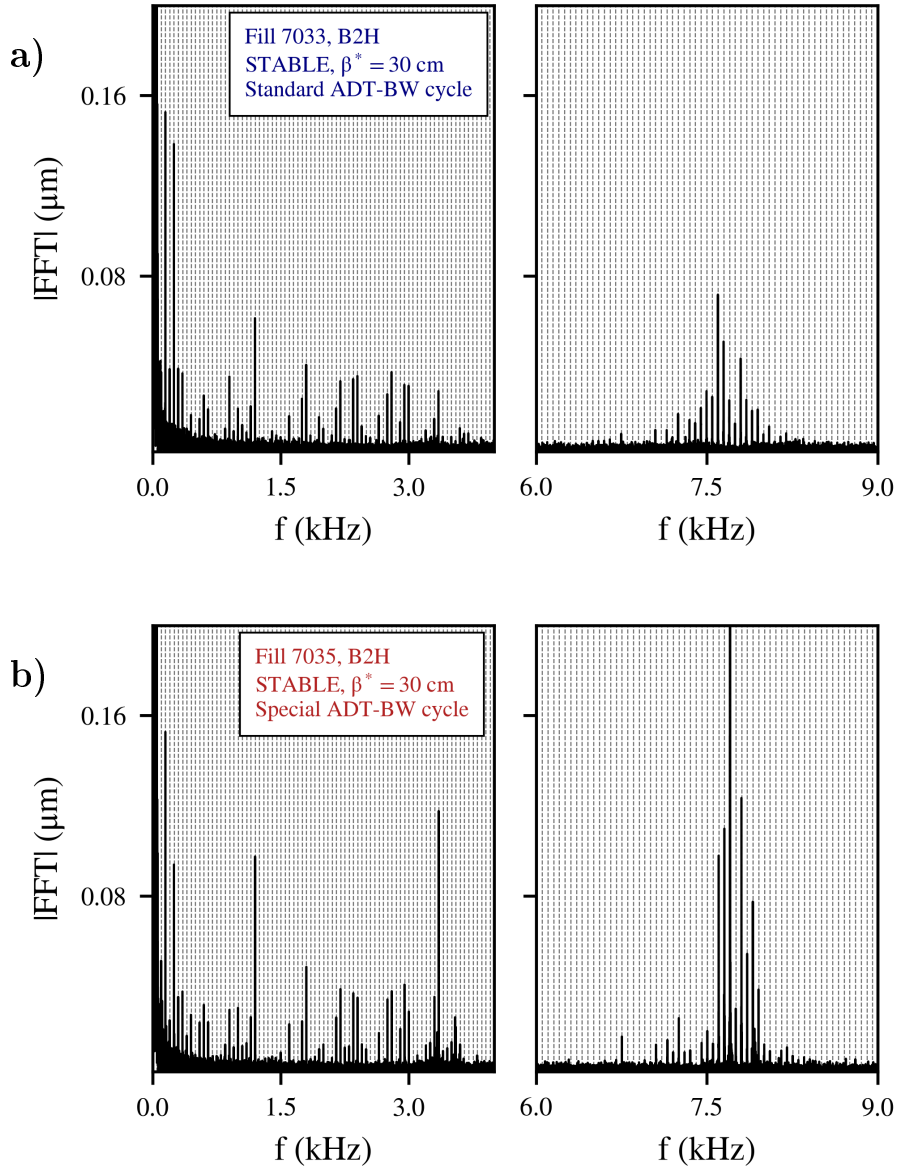 a)
Fill 7033, B2H
STABLE, β* = 30 cm
Standard ADT-BW cycle
|FFT| (μm)
0.16
0.08
0.0 1.5 3.0
f (kHz)
6.0 7.5 9.0
f (kHz)
b)
Fill 7035, B2H
STABLE, β* = 30 cm
Special ADT-BW cycle
|FFT| (μm)
0.16
0.08
0.0 1.5 3.0
f (kHz)
6.0 7.5 9.0
f (kHz)